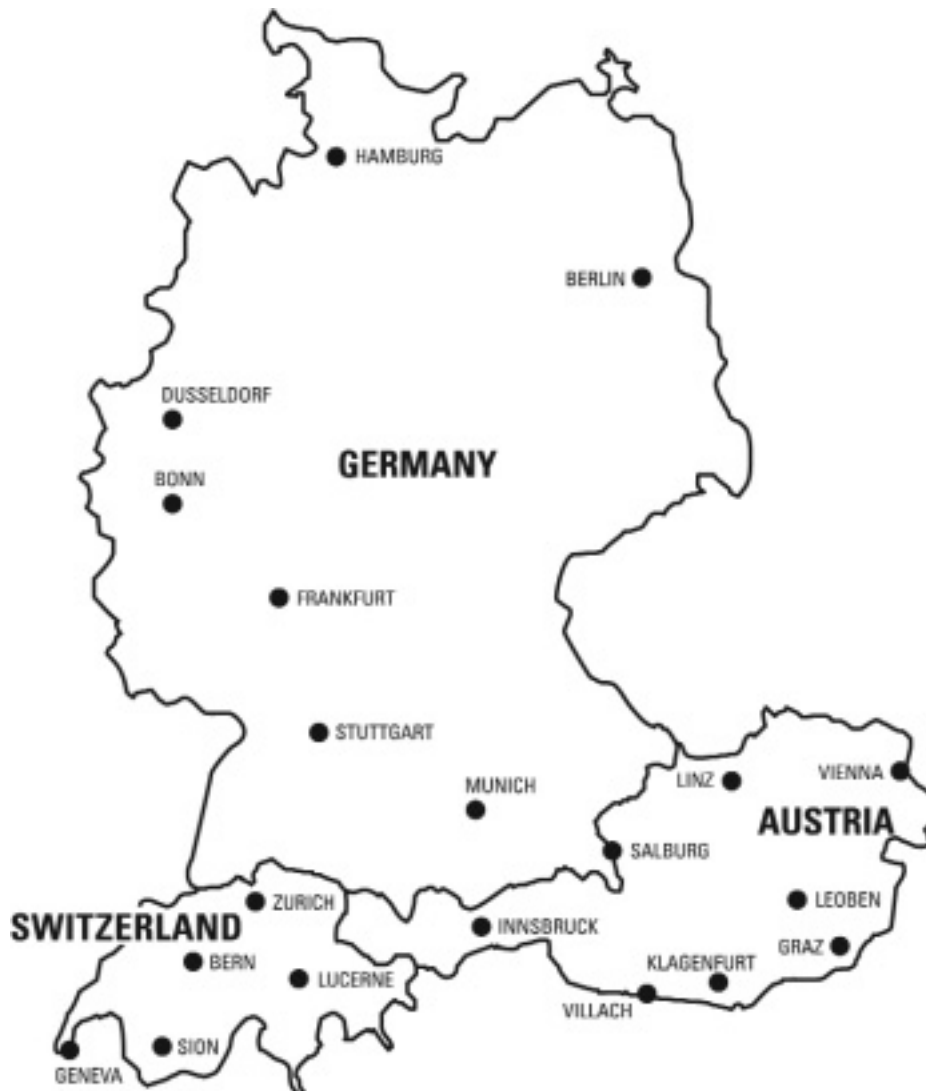 HAMBURG
BERLIN
DUSSELDORF
GERMANY
BONN
FRANKFURT
STUTTGART
MUNICH
LINZ
VIENNA
AUSTRIA
SALBURG
ZURICH
LEOBEN
SWITZERLAND
INNSBRUCK
GRAZ
BERN
KLAGENFURT
LUCERNE
VILLACH
SION
GENEVA